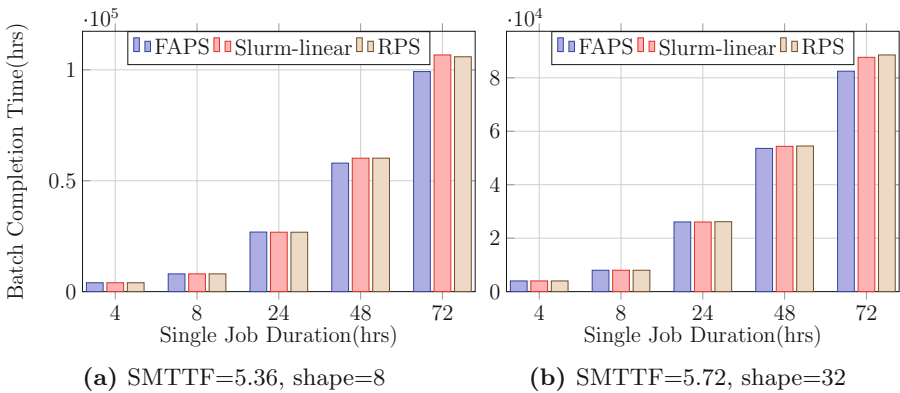 ·10^5
·10^4
FAPS Slurm-linear RPS
FAPS Slurm-linear RPS
Batch Completion Time(hrs)
1
0.5
0
8
6
4
2
0
4 8 24 48 72
4 8 24 48 72
Single Job Duration(hrs)
Single Job Duration(hrs)
(a) SMTTF=5.36, shape=8
(b) SMTTF=5.72, shape=32